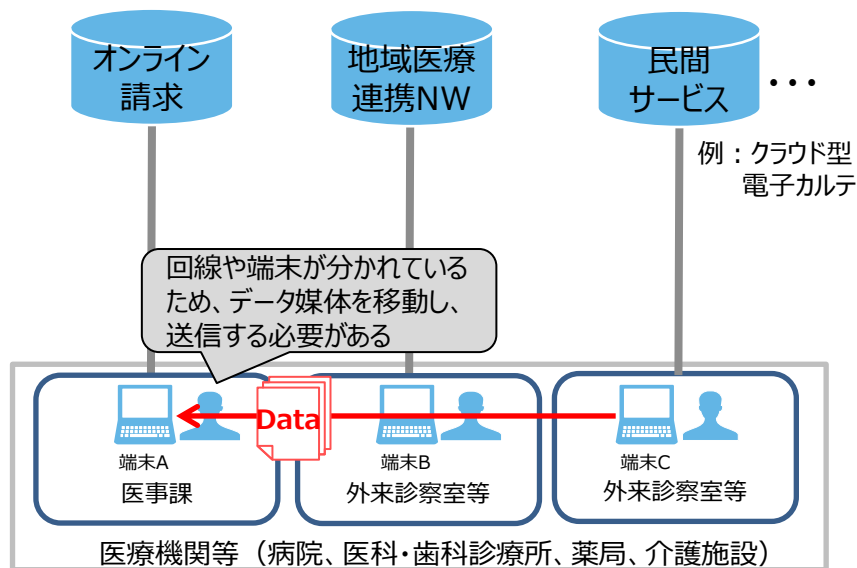 オンライン
請求
地域医療
連携NW
民間
サービス
・・・
例：クラウド型
電子カルテ
回線や端末が分かれている
ため、データ媒体を移動し、
送信する必要がある
Data
端末A
医事課
端末B
外来診察室等
端末C
外来診察室等
医療機関等（病院、医科・歯科診療所、薬局、介護施設）